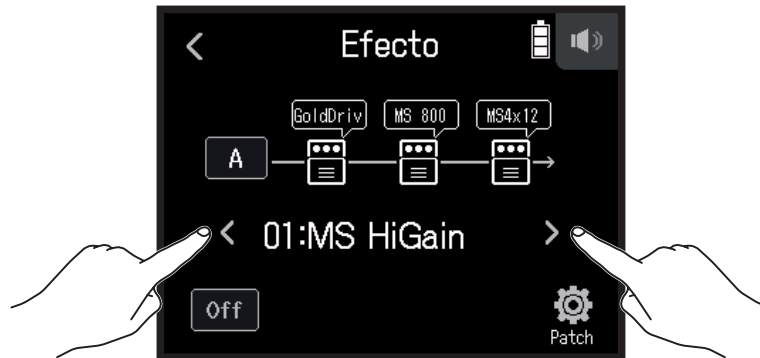 Efecto
GoldDriv MS 800 MS4x12
A
01:MS HiGain
Off
Patch